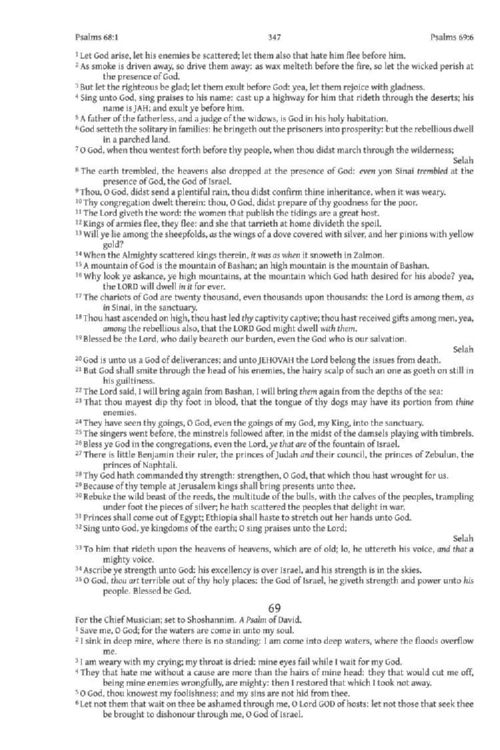 Psalms 68:1 347 Psalms 69:6
1 Let God arise, let his enemies be scattered; let them also that hate him flee before him.
2 As smoke is driven away, so drive them away: as wax melteth before the fire, so let the wicked perish at
the presence of God.
3 But let the righteous be glad; let them exult before God: yea, let them rejoice with gladness.
4 Sing unto God, sing praises to his name: cast up a highway for him that rideth through the deserts; his
name is JAH; and exult ye before him.
5 A father of the fatherless, and a judge of the widows, is God in his holy habitation.
6 God setteth the solitary in families: he bringeth out the prisoners into prosperity: but the rebellious dwell
in a parched land.
7 O God, when thou wentest forth before thy people, when thou didst march through the wilderness;
Selah
8 The earth trembled, the heavens also dropped at the presence of God: even yon Sinai trembled at the
presence of God, the God of Israel.
9 Thou, O God, didst send a plentiful rain, thou didst confirm thine inheritance, when it was weary.
10 Thy congregation dwelt therein: thou, O God, didst prepare of thy goodness for the poor.
11 The Lord giveth the word: the women that publish the tidings are a great host.
12 Kings of armies flee, they flee: and she that tarrieth at home divideth the spoil.
13 Will ye lie among the sheepfolds, as the wings of a dove covered with silver, and her pinions with yellow
gold?
14 When the Almighty scattered kings therein, it was as when it snoweth in Zalmon.
15 A mountain of God is the mountain of Bashan; an high mountain is the mountain of Bashan.
16 Why look ye askance, ye high mountains, at the mountain which God hath desired for his abode? yea,
the LORD will dwell in it for ever.
17 The chariots of God are twenty thousand, even thousands upon thousands: the Lord is among them, as
in Sinai, in the sanctuary.
18 Thou hast ascended on high, thou hast led thy captivity captive; thou hast received gifts among men, yea,
among the rebellious also, that the LORD God might dwell with them.
19 Blessed be the Lord, who daily beareth our burden, even the God who is our salvation.
Selah
20 God is unto us a God of deliverances; and unto JEHOVAH the Lord belong the issues from death.
21 But God shall smite through the head of his enemies, the hairy scalp of such an one as goeth on still in
his guiltiness.
22 The Lord said, I will bring again from Bashan, I will bring them again from the depths of the sea:
23 That thou mayest dip thy foot in blood, that the tongue of thy dogs may have its portion from thine
enemies.
24 They have seen thy goings, O God, even the goings of my God, my King, into the sanctuary.
25 The singers went before, the minstrels followed after, in the midst of the damsels playing with timbrels.
26 Bless ye God in the congregations, even the Lord, ye that are of the fountain of Israel.
27 There is little Benjamin their ruler, the princes of Judah and their council, the princes of Zebulun, the
princes of Naphtali.
28 Thy God hath commanded thy strength: strengthen, O God, that which thou hast wrought for us.
29 Because of thy temple at Jerusalem kings shall bring presents unto thee.
30 Rebuke the wild beast of the reeds, the multitude of the bulls, with the calves of the peoples, trampling
under foot the pieces of silver; he hath scattered the peoples that delight in war.
31 Princes shall come out of Egypt; Ethiopia shall haste to stretch out her hands unto God.
32 Sing unto God, ye kingdoms of the earth; O sing praises unto the Lord;
Selah
33 To him that rideth upon the heavens of heavens, which are of old; lo, he uttereth his voice, and that a
mighty voice.
34 Ascribe ye strength unto God: his excellency is over Israel, and his strength is in the skies.
35 O God, thou art terrible out of thy holy places: the God of Israel, he giveth strength and power unto his
people. Blessed be God.
69
For the Chief Musician; set to Shoshannim. A Psalm of David.
1 Save me, O God; for the waters are come in unto my soul.
2 I sink in deep mire, where there is no standing: I am come into deep waters, where the floods overflow
me.
3 I am weary with my crying; my throat is dried: mine eyes fail while I wait for my God.
4 They that hate me without a cause are more than the hairs of mine head: they that would cut me off,
being mine enemies wrongfully, are mighty: then I restored that which I took not away.
5 O God, thou knowest my foolishness; and my sins are not hid from thee.
6 Let not them that wait on thee be ashamed through me, O Lord GOD of hosts: let not those that seek thee
be brought to dishonour through me, O God of Israel.